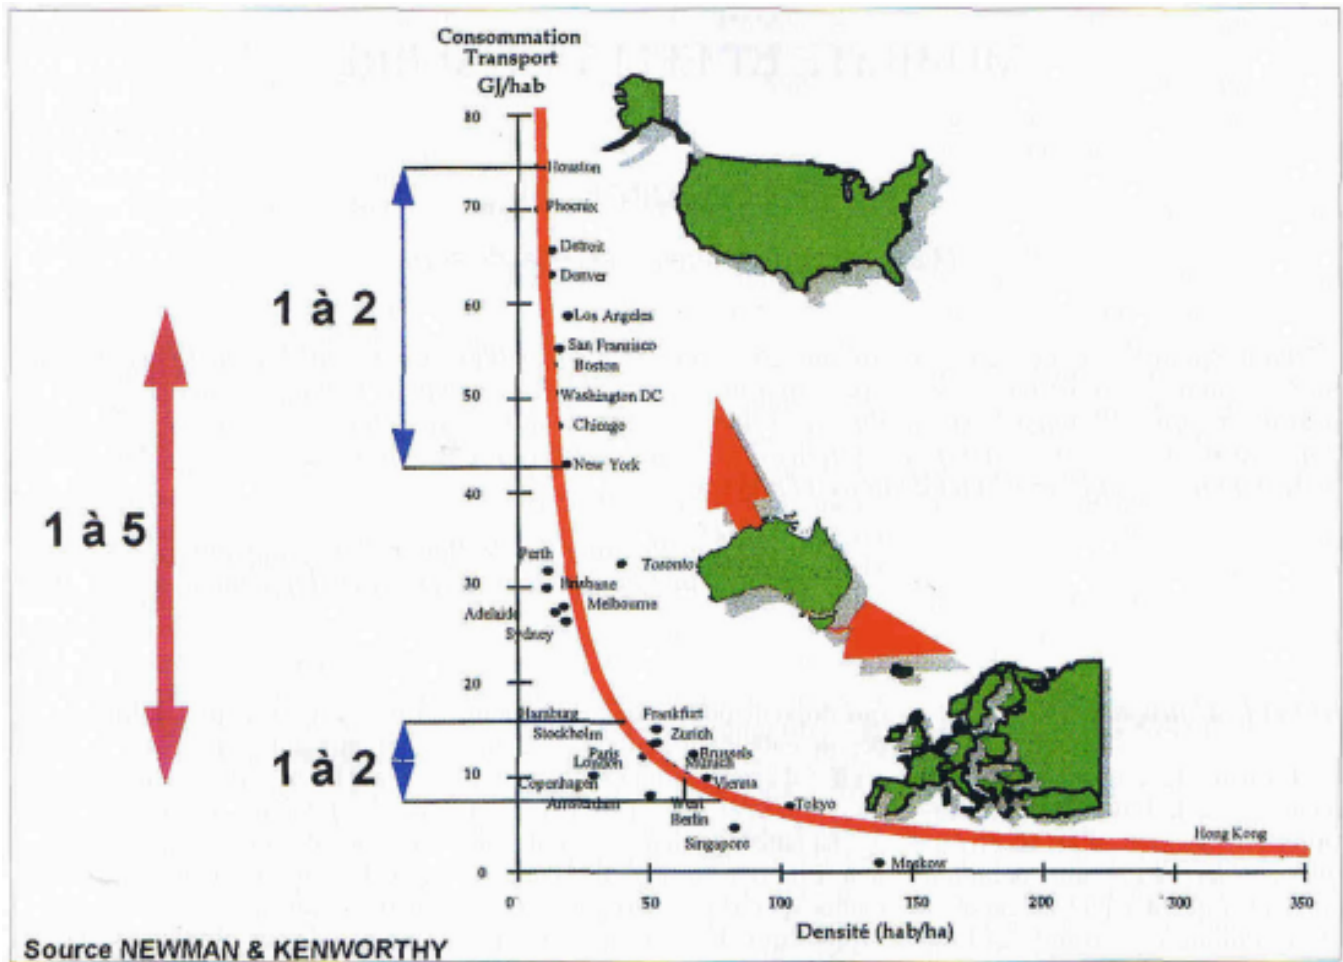 Consommation
Transport
GJ/hab
80
Houston
70
Phoenix
Detroit
Denver
1 à 2
60
Los Angeles
San Fransisco
Boston
50
Washington DC
Chicago
New York
40
1 à 5
Perth
Toronto
30
Brisbane
Melbourne
Adelaide
Sydney
20
Hamburg
Frankfurt
Stockholm
Zurich
Paris
Brussels
London
Munich
1 à 2
10
Copenhagen
Vienna
Amsterdam
West
Berlin
Tokyo
Singapore
Hong Kong
Moskow
0
0
50
100
150
200
300
350
Densité (hab/ha)
Source NEWMAN & KENWORTHY